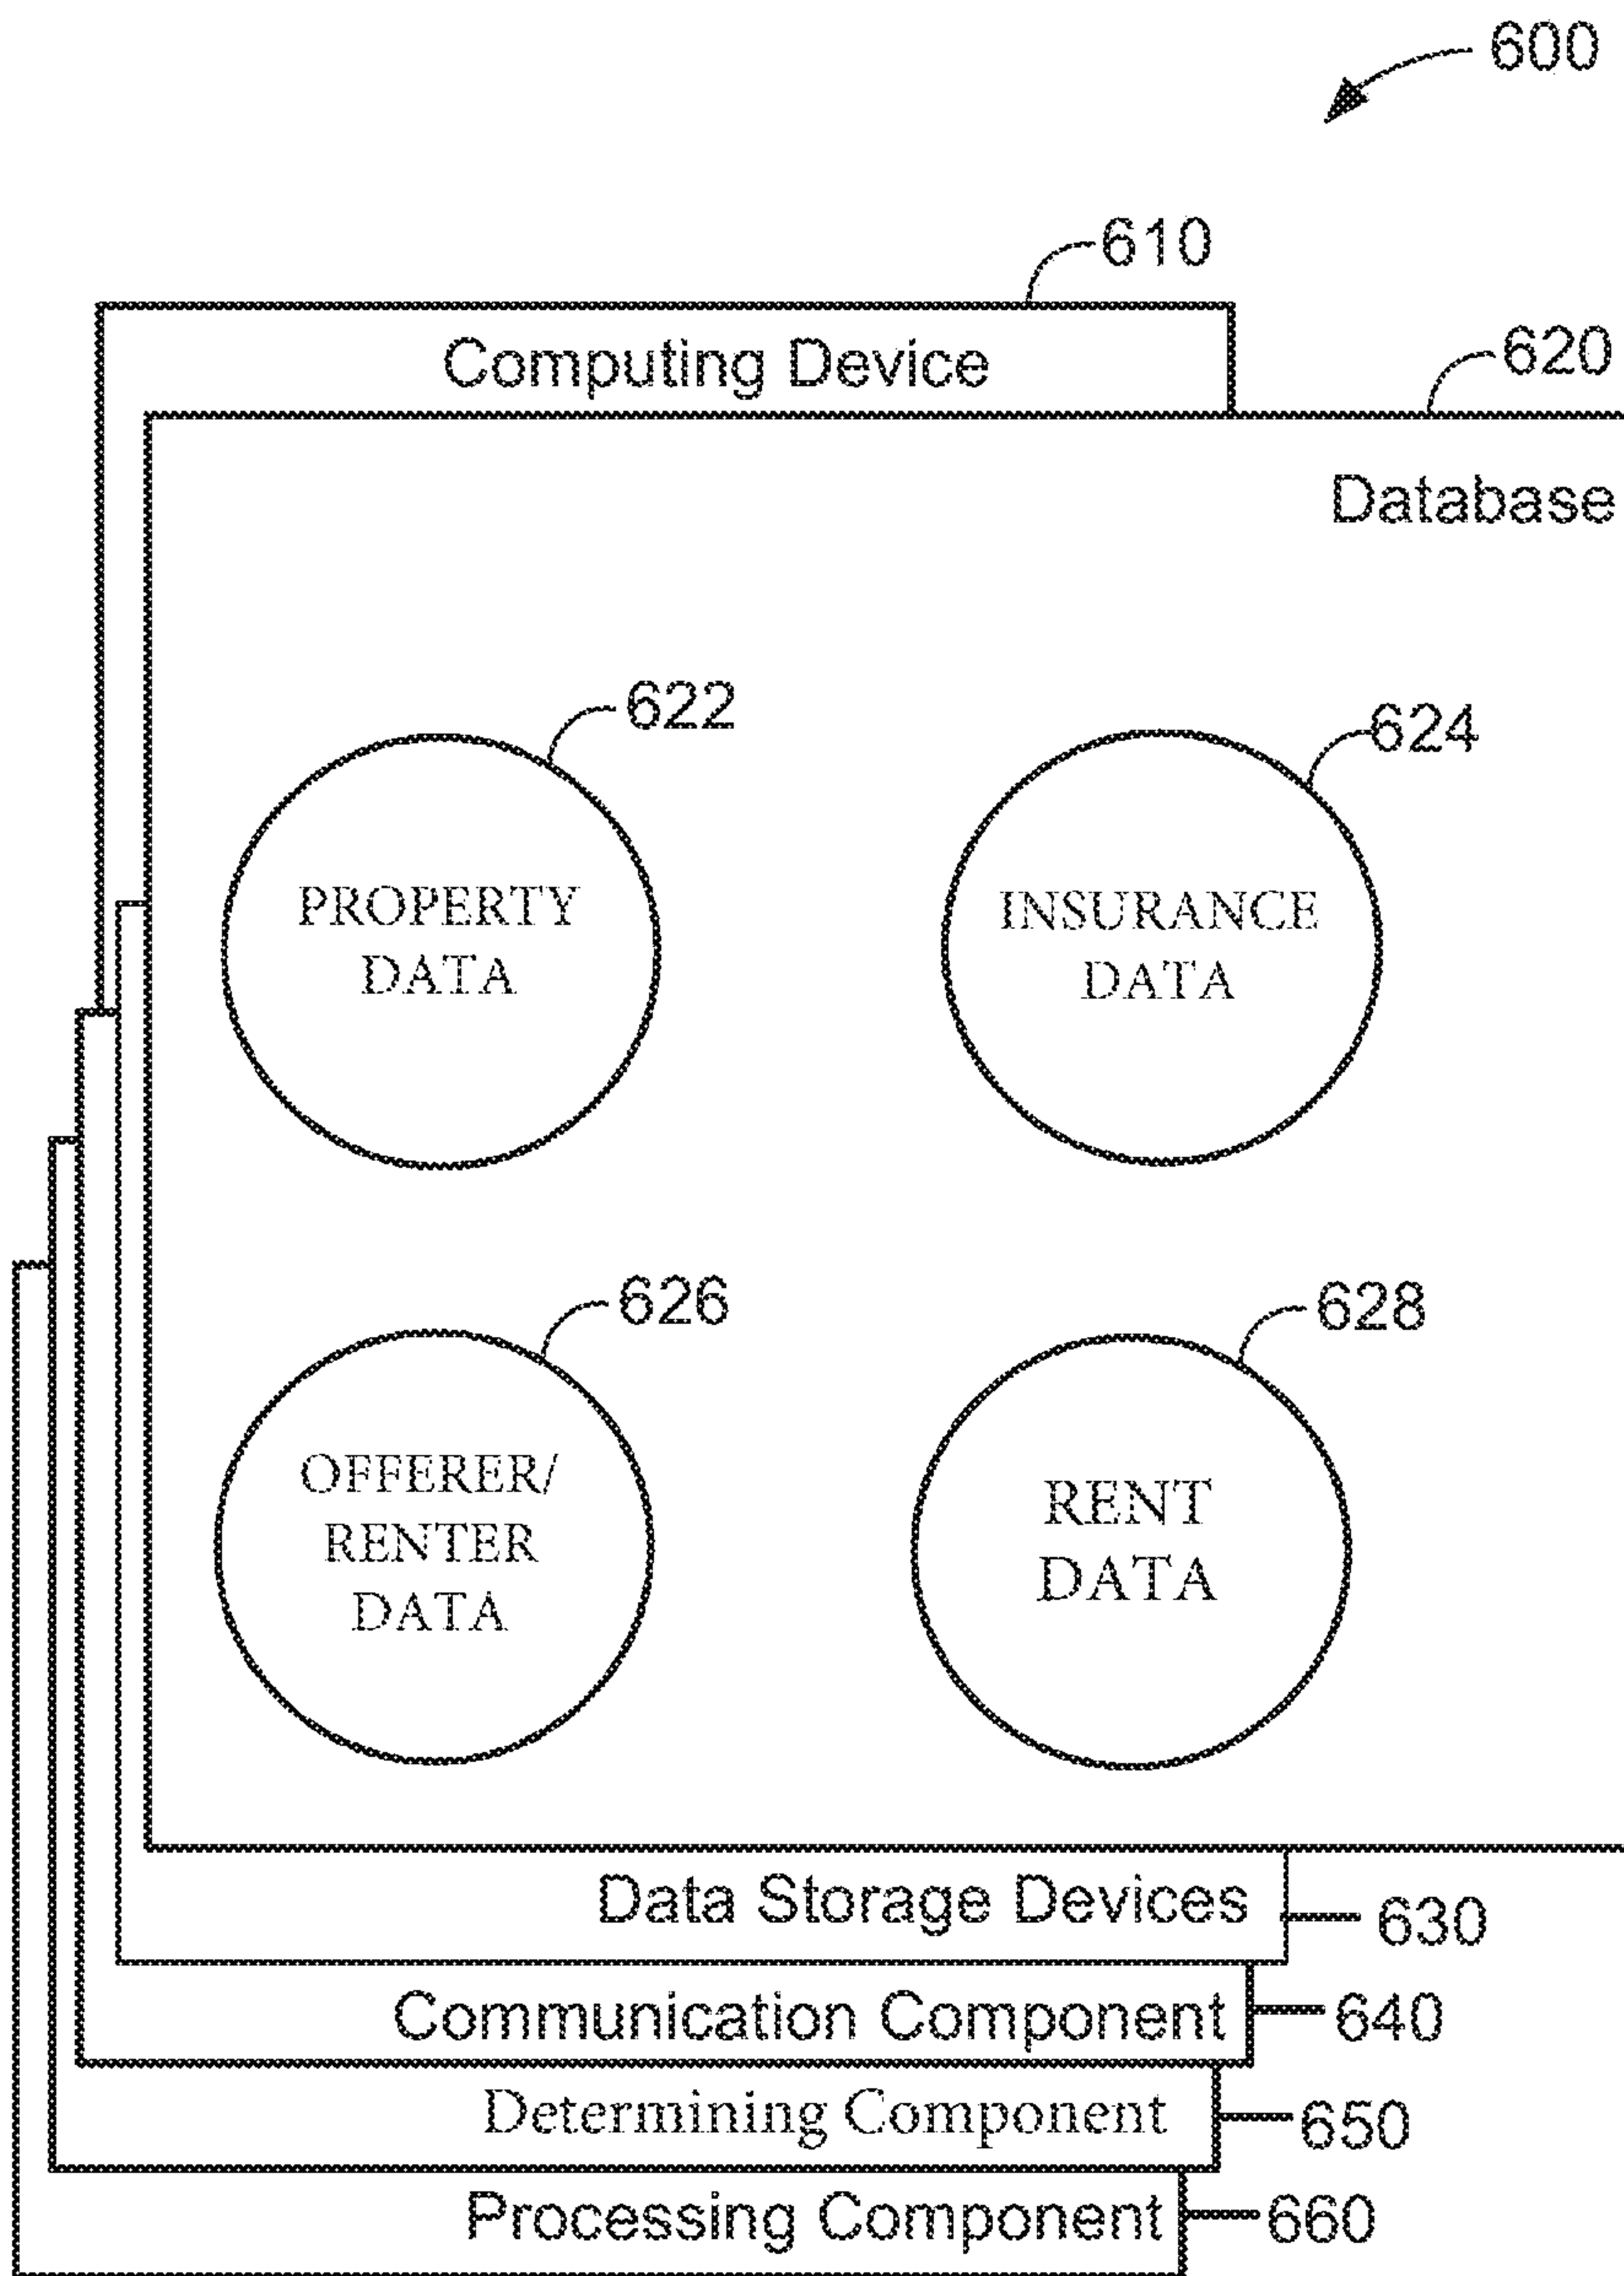 600
610
Computing Device
620
Database
622
624
PROPERTY
DATA
INSURANCE
DATA
626
628
OFFERER/
RENTER
DATA
RENT
DATA
Data Storage Devices
630
Communication Component
640
Determining Component
650
Processing Component
660